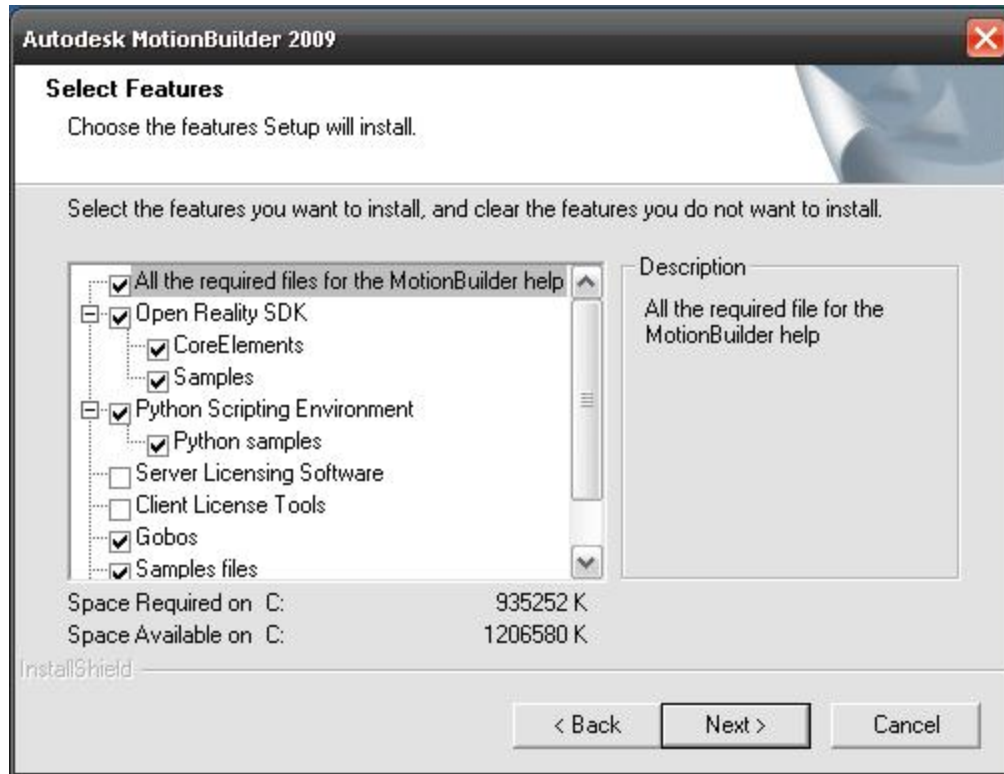 Autodesk MotionBuilder 2009
Select Features
Choose the features Setup will install.
Select the features you want to install, and clear the features you do not want to install.
All the required files for the MotionBuilder help
Open Reality SDK
CoreElements
Samples
Python Scripting Environment
Python samples
Server Licensing Software
Client License Tools
Gobos
Samples files
Description
All the required file for the
MotionBuilder help
Space Required on C: 935252 K
Space Available on C: 1206580 K
InstallShield
< Back Next > Cancel